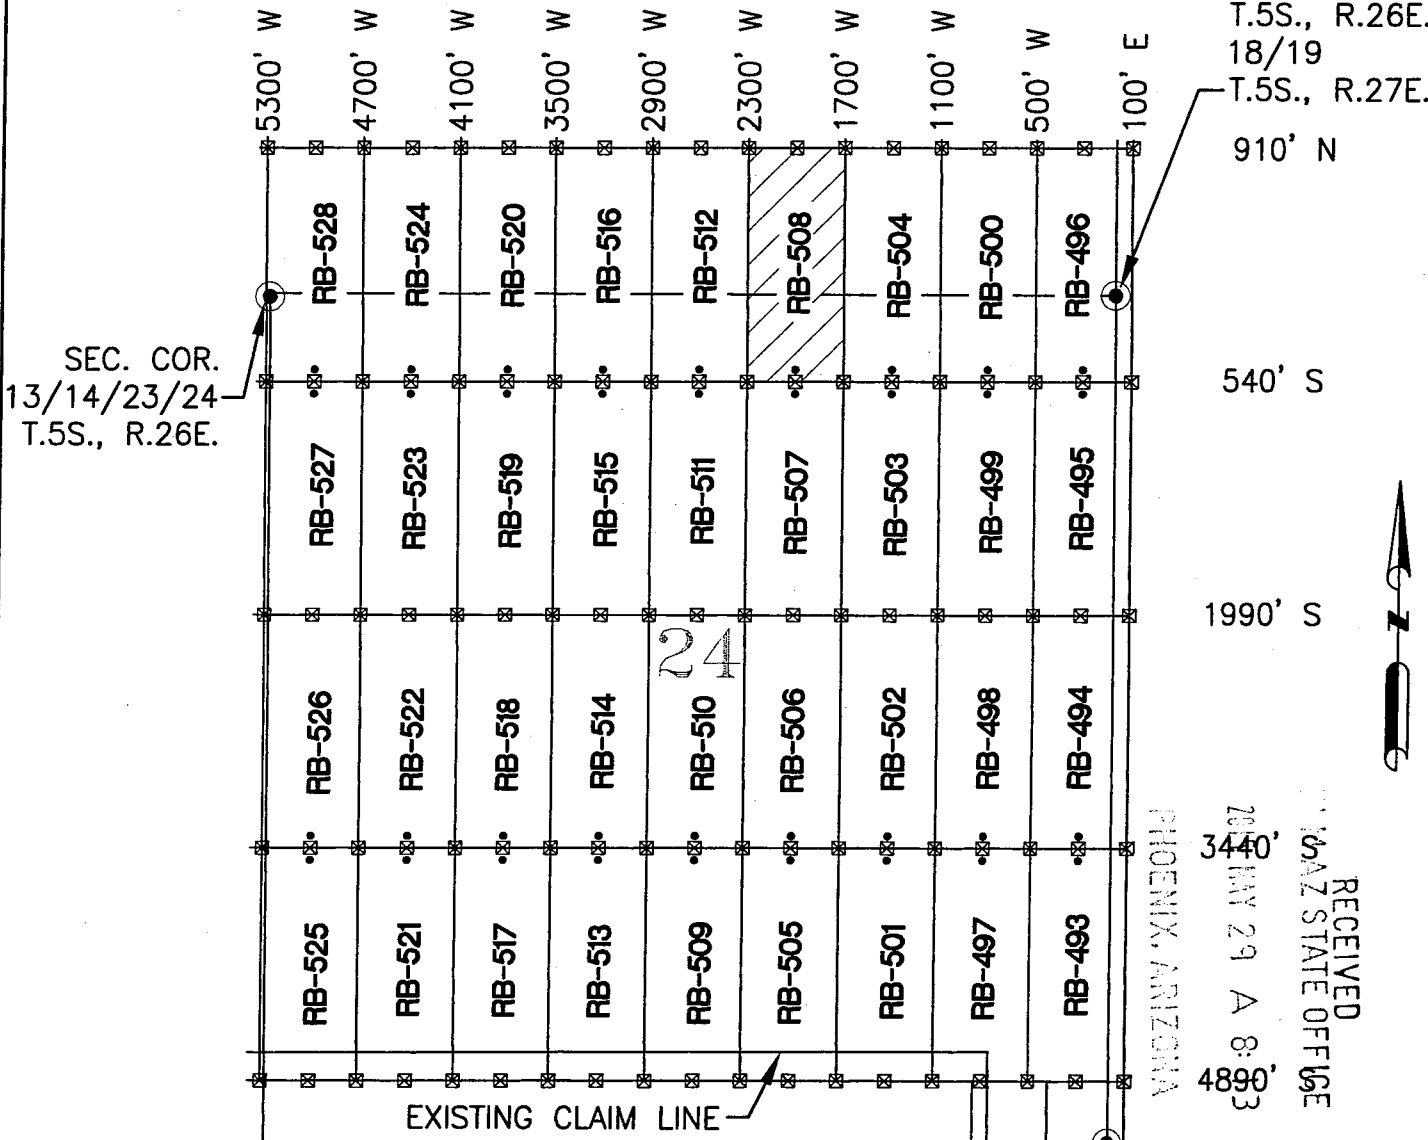 5300' W
4700' W
4100' W
3500' W
2900' W
2300' W
1700' W
1100' W
500' W
100' E
T.5S., R.26E.
18/19
T.5S., R.27E.
910' N
RB-528
RB-524
RB-520
RB-516
RB-512
RB-508
RB-504
RB-500
RB-496
SEC. COR.
13/14/23/24
T.5S., R.26E.
540' S
RB-527
RB-523
RB-519
RB-515
RB-511
RB-507
RB-503
RB-499
RB-495
1990' S
24
N
RB-526
RB-522
RB-518
RB-514
RB-510
RB-506
RB-502
RB-498
RB-494
3440' S
RB-525
RB-521
RB-517
RB-513
RB-509
RB-505
RB-501
RB-497
RB-493
4890' S
EXISTING CLAIM LINE
RECEIVED
AZ STATE OFFICE
MAY 29 A 8:
PHOENIX, ARIZONA